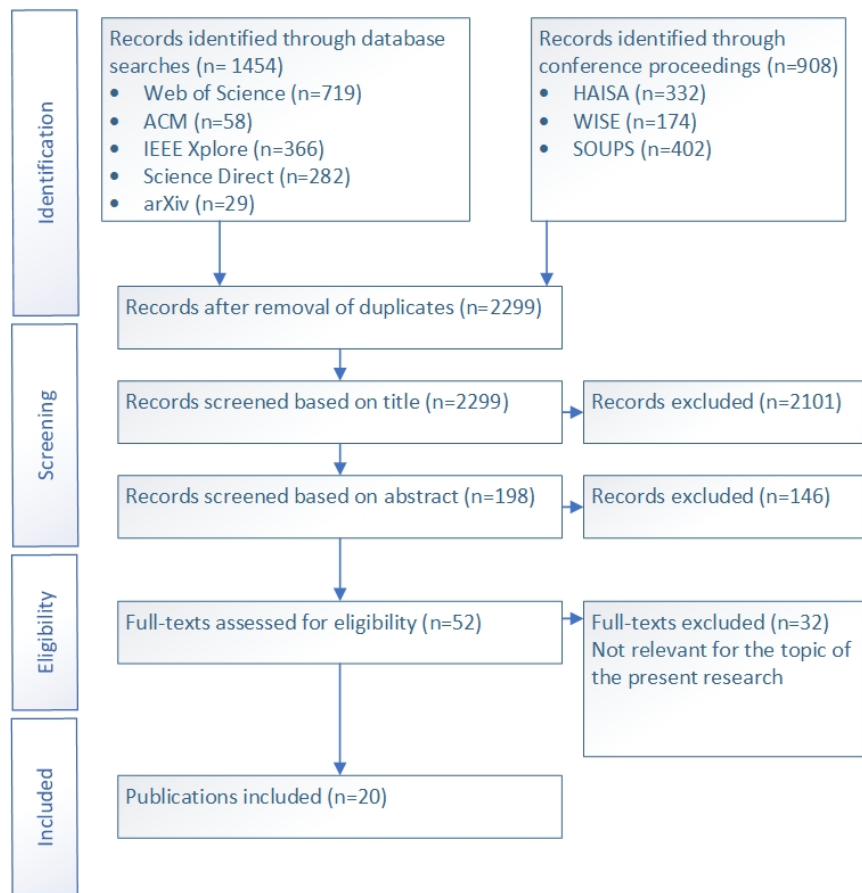 Identification
Records identified through database
searches (n= 1454)
• Web of Science (n=719)
• ACM (n=58)
• IEEE Xplore (n=366)
• Science Direct (n=282)
• arXiv (n=29)
Records identified through
conference proceedings (n=908)
• HAISA (n=332)
• WISE (n=174)
• SOUPS (n=402)
Records after removal of duplicates (n=2299)
Screening
Records screened based on title (n=2299)
Records excluded (n=2101)
Records screened based on abstract (n=198)
Records excluded (n=146)
Eligibility
Full-texts assessed for eligibility (n=52)
Full-texts excluded (n=32)
Not relevant for the topic of
the present research
Included
Publications included (n=20)